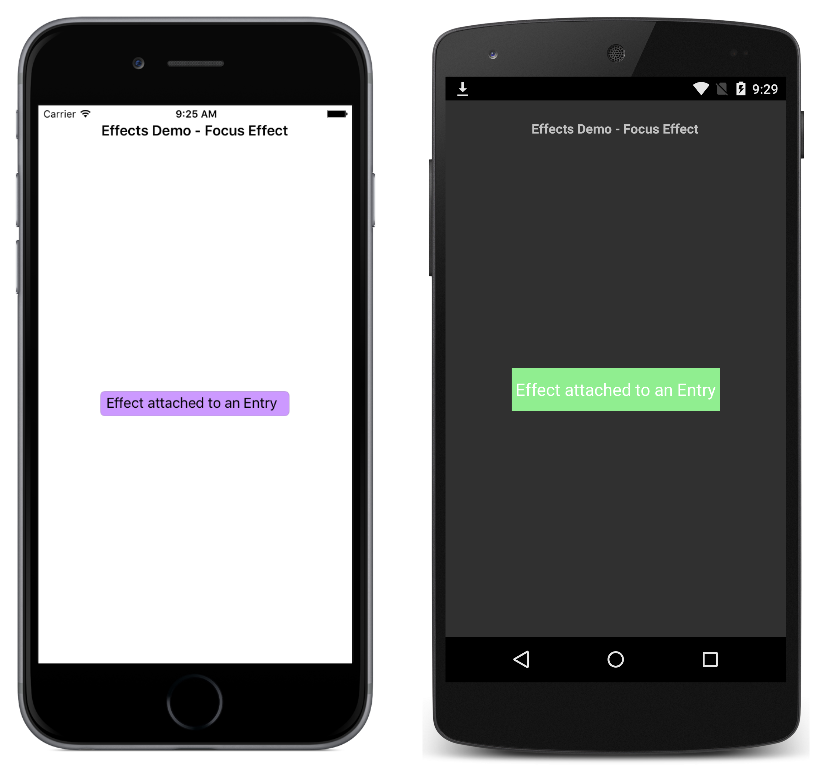 Carrier 9:25 AM
Effects Demo - Focus Effect
Effect attached to an Entry
9:29
Effects Demo - Focus Effect
Effect attached to an Entry